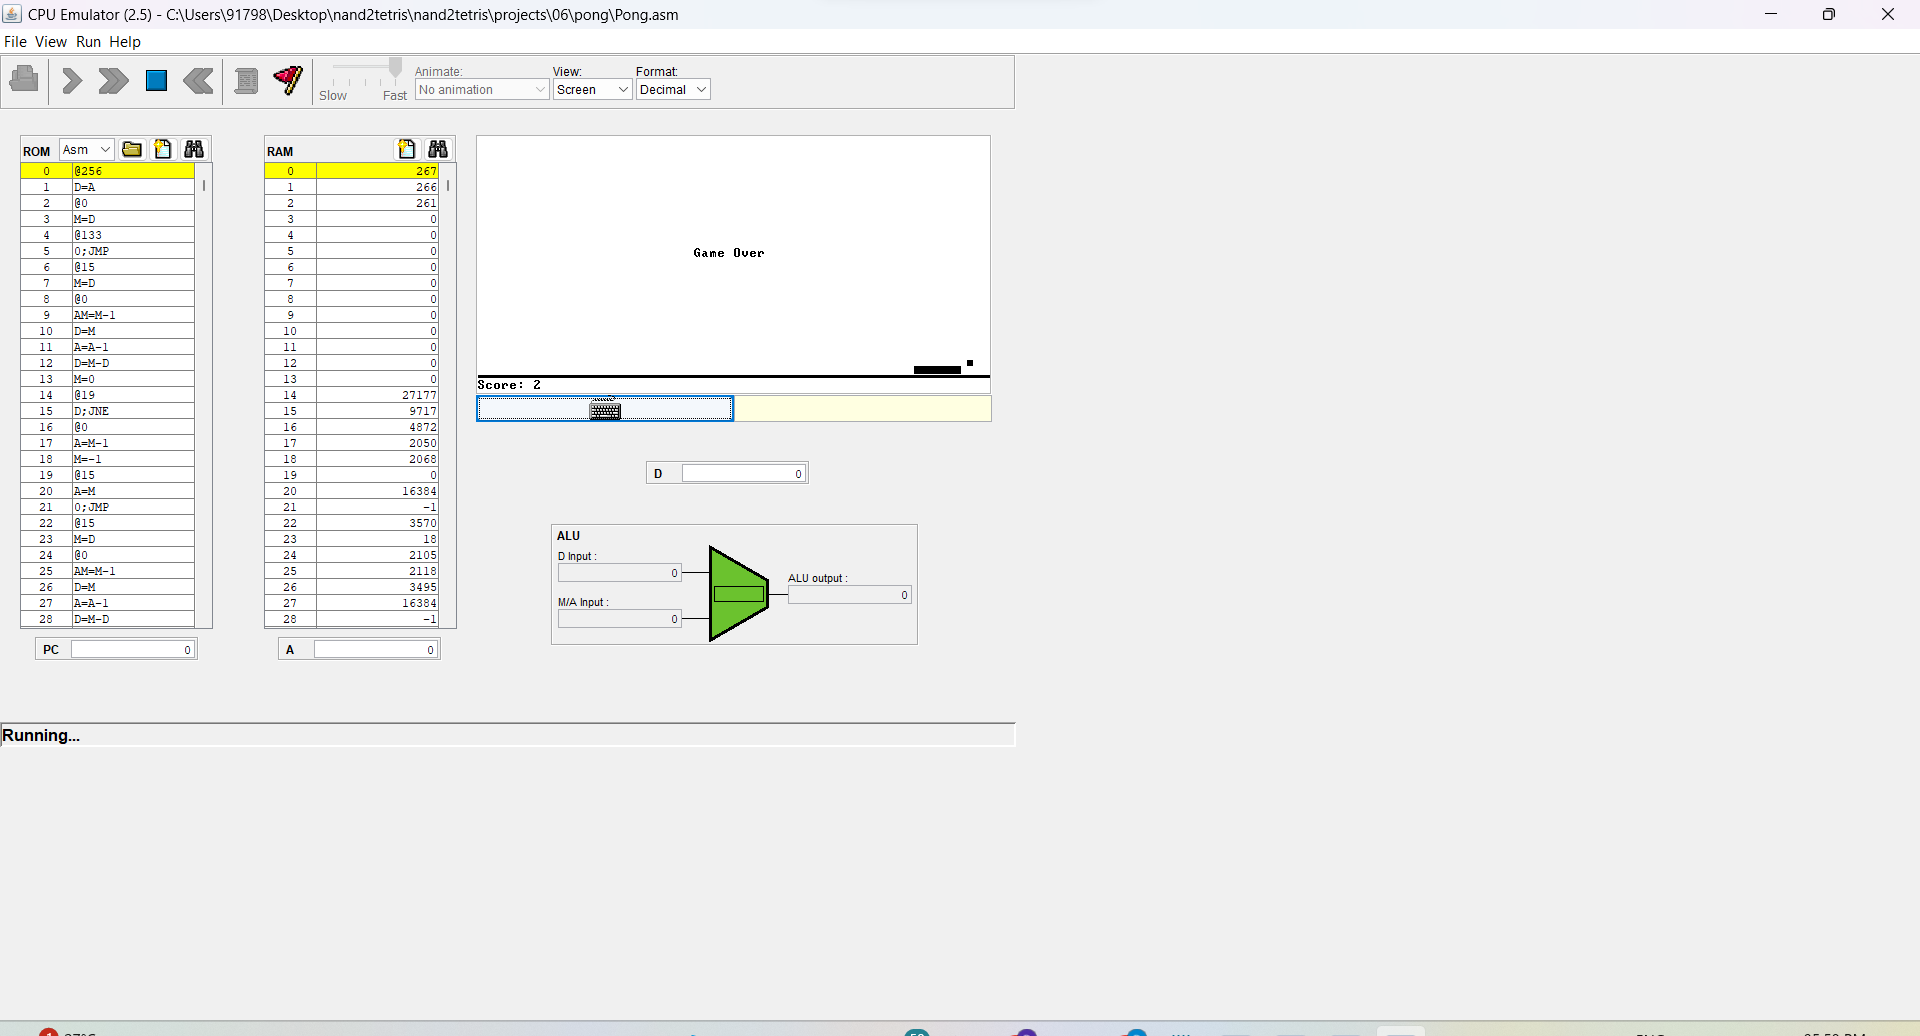 CPU Emulator (2.5) - C:\Users\91798\Desktop\nand2tetris\nand2tetris\projects\06\pong\Pong.asm
File View Run Help
Slow Fast
Animate:
No animation
View:
Screen
Format:
Decimal
ROM Asm
0 @256
1 D=A
2 @0
3 M=D
4 @133
5 0;JMP
6 @15
7 M=D
8 @0
9 AM=M-1
10 D=M
11 A=A-1
12 D=M-D
13 M=0
14 @19
15 D;JNE
16 @0
17 A=M-1
18 M=-1
19 @15
20 A=M
21 0;JMP
22 @15
23 M=D
24 @0
25 AM=M-1
26 D=M
27 A=A-1
28 D=M-D
PC 0
RAM
0 267
1 266
2 261
3 0
4 0
5 0
6 0
7 0
8 0
9 0
10 0
11 0
12 0
13 0
14 27177
15 9717
16 4872
17 2050
18 2068
19 0
20 16384
21 -1
22 3570
23 18
24 2105
25 2118
26 3495
27 16384
28 -1
A 0
Game Over
Score: 2
D 0
ALU
D Input :
0
M/A Input :
0
ALU output :
0
Running...